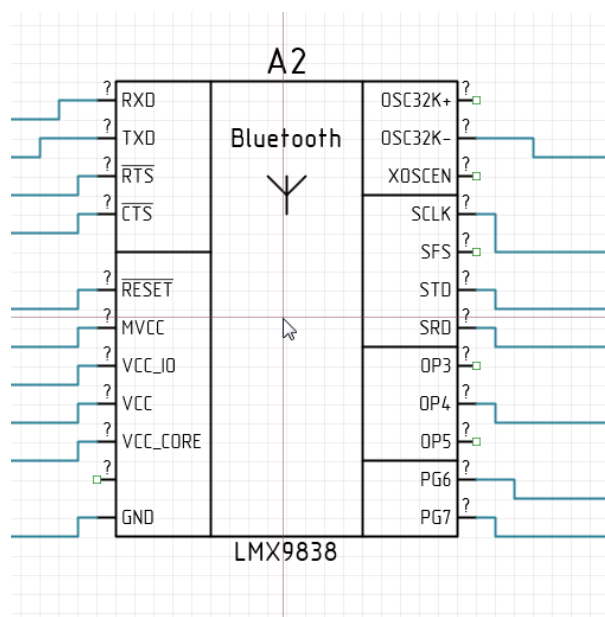 A2
? RXD
? TXD
? RTS
? CTS
? RESET
? MVCC
? VCC_IO
? VCC
? VCC_CORE
?
? GND
Bluetooth
OSC32K+ ?
OSC32K- ?
XOSCEN ?
SCLK ?
SFS ?
STD ?
SRD ?
OP3 ?
OP4 ?
OP5 ?
PG6 ?
PG7 ?
LMX9838